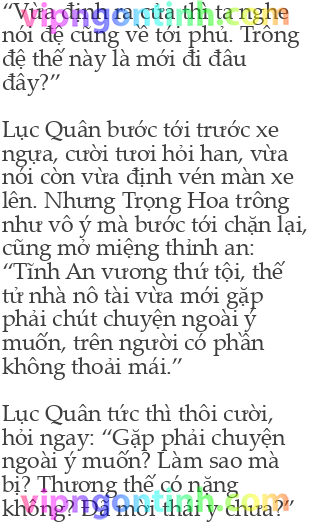 “Vừa định ra cửa thì ta nghe
nói đệ cũng về tới phủ. Trông
đệ thế này là mới đi đâu
đây?”
Lục Quân bước tới trước xe
ngựa, cười tươi hỏi han, vừa
nói còn vừa định vén màn xe
lên. Nhưng Trọng Hoa trông
như vô ý mà bước tới chặn lại,
cũng mở miệng thỉnh an:
“Tĩnh An vương thứ tội, thế
tử nhà nô tài vừa mới gặp
phải chút chuyện ngoài ý
muốn, trên người có phần
không thoải mái.”
Lục Quân tức thì thôi cười,
hỏi ngay: “Gặp phải chuyện
ngoài ý muốn? Làm sao mà
bị? Thương thế có nặng
không? Đã mời thái y chưa?”
vipngontinh.com
vipngontinh.com